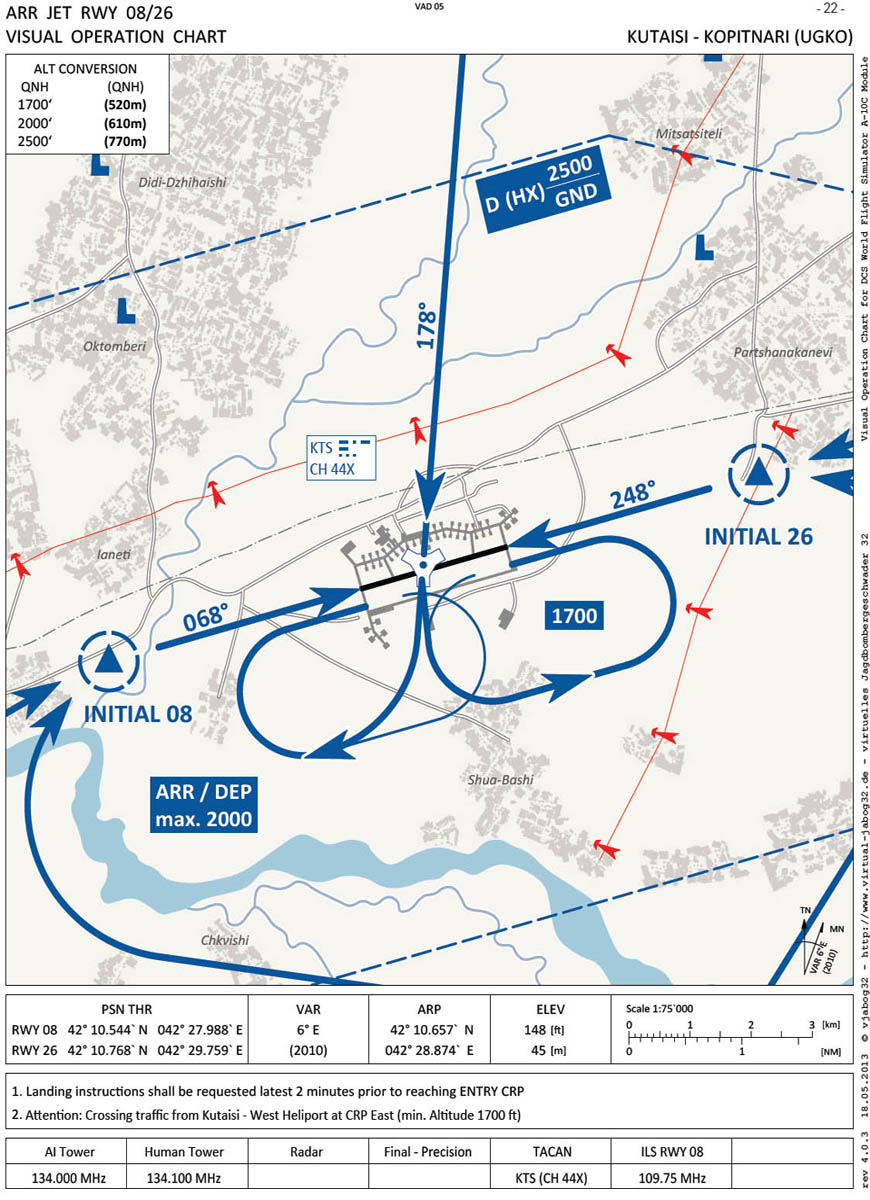 ARR JET RWY 08/26
VAD 05
- 22 -
VISUAL OPERATION CHART
KUTAISI - KOPITNARI (UGKO)
ALT CONVERSION
QNH (QNH)
1700‘ (520m)
2000‘ (610m)
2500‘ (770m)
Mitsatsiteli
Didi-Dzhihaishi
D (HX) 2500
GND
178°
Oktomberi
Partshanakanevi
KTS
CH 44X
248°
INITIAL 26
Ianeti
068°
1700
INITIAL 08
Shua-Bashi
ARR / DEP
max. 2000
Chkvishi
TN
MN
VAR 6°E
(2010)
PSN THR VAR ARP ELEV Scale 1:75`000
RWY 08 42° 10.544` N 042° 27.988` E 6° E 42° 10.657` N 148 [ft] 0 1 2 3 [km]
RWY 26 42° 10.768` N 042° 29.759` E (2010) 042° 28.874` E 45 [m] 0 1 [NM]
1. Landing instructions shall be requested latest 2 minutes prior to reaching ENTRY CRP
2. Attention: Crossing traffic from Kutaisi - West Heliport at CRP East (min. Altitude 1700 ft)
AI Tower Human Tower Radar Final - Precision TACAN ILS RWY 08
134.000 MHz 134.100 MHz KTS (CH 44X) 109.75 MHz
rev 4.0.3 18.05.2013 © vjabog32 - http://www.virtual-jabog32.de - virtuelles Jagdbombergeschwader 32 Visual Operation Chart for DCS World Flight Simulator A-10C Module